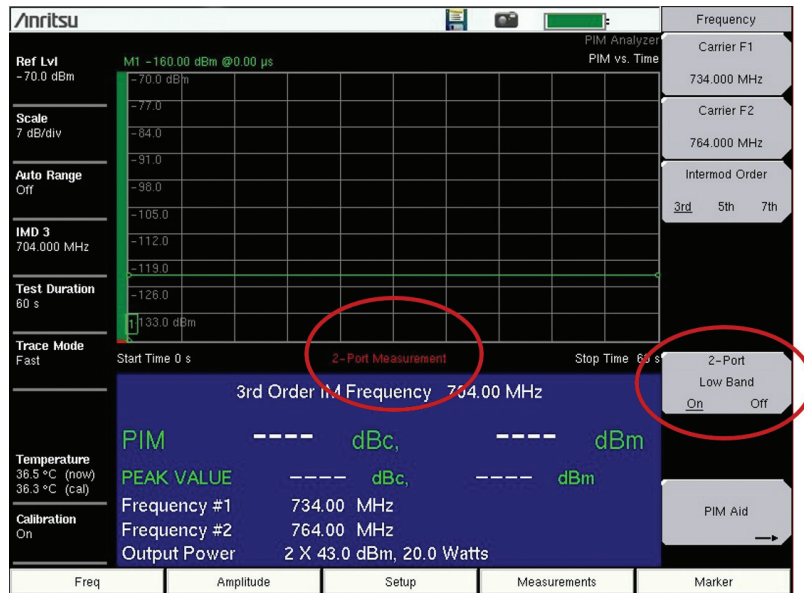 /inritsu
Frequency
PIM Analyzer
PIM vs. Time
Ref Lvl
-70.0 dBm
M1 -160.00 dBm @0.00 µs
-70.0 dBm
-77.0
-84.0
-91.0
-98.0
-105.0
-112.0
-119.0
-126.0
1
-133.0 dBm
Scale
7 dB/div
Auto Range
Off
IMD 3
704.000 MHz
Test Duration
60 s
Trace Mode
Fast
Start Time 0 s
2-Port Measurement
Stop Time 60 s
3rd Order IM Frequency 704.00 MHz
PIM ---- dBc, ---- dBm
PEAK VALUE ---- dBc, ---- dBm
Frequency #1 734.00 MHz
Frequency #2 764.00 MHz
Output Power 2 X 43.0 dBm, 20.0 Watts
Temperature
36.5 °C (now)
36.3 °C (cal)
Calibration
On
Carrier F1
734.000 MHz
Carrier F2
764.000 MHz
Intermod Order
3rd 5th 7th
2-Port
Low Band
On Off
PIM Aid
Freq Amplitude Setup Measurements Marker